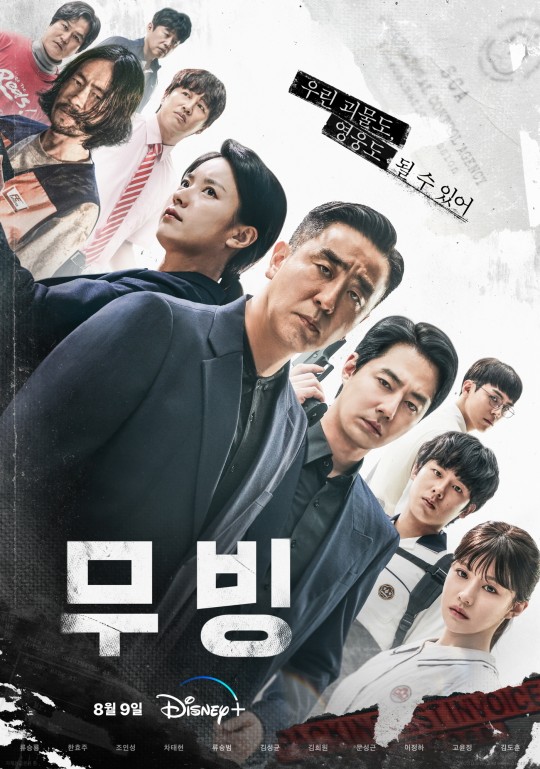 우린 괴물도,
영웅도 될 수 있어
Reds
무빙
8월 9일 Disney+
류승룡 한효주 조인성 차태현 류승범 김성균 김희원 문성근 이정하 고윤정 김도훈